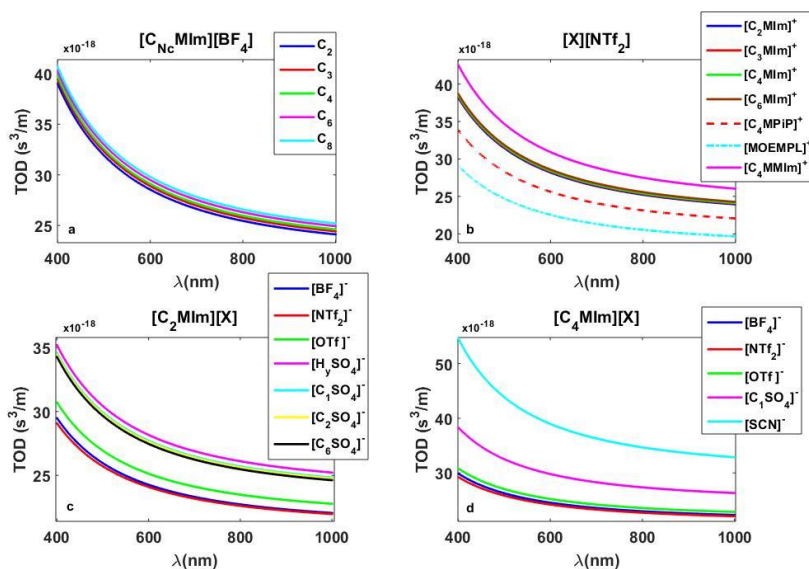 x10⁻¹⁸
[C_Nc MIm][BF₄]
TOD (s³/m)
40
35
30
25
C₂
C₃
C₄
C₆
C₈
a
400
600
800
1000
λ(nm)
x10⁻¹⁸
[X][NTf₂]
TOD (s³/m)
40
35
30
25
20
[C₂MIm]⁺
[C₃MIm]⁺
[C₄MIm]⁺
[C₆MIm]⁺
[C₄MPiP]⁺
[MOEMPL]⁺
[C₄MMIm]⁺
b
400
600
800
1000
λ(nm)
x10⁻¹⁸
[C₂MIm][X]
TOD (s³/m)
35
30
25
[BF₄]⁻
[NTf₂]⁻
[OTf]⁻
[H_ySO₄]⁻
[C₁SO₄]⁻
[C₂SO₄]⁻
[C₆SO₄]⁻
c
400
600
800
1000
λ(nm)
x10⁻¹⁸
[C₄MIm][X]
TOD (s³/m)
50
40
30
[BF₄]⁻
[NTf₂]⁻
[OTf]⁻
[C₁SO₄]⁻
[SCN]⁻
d
400
600
800
1000
λ(nm)